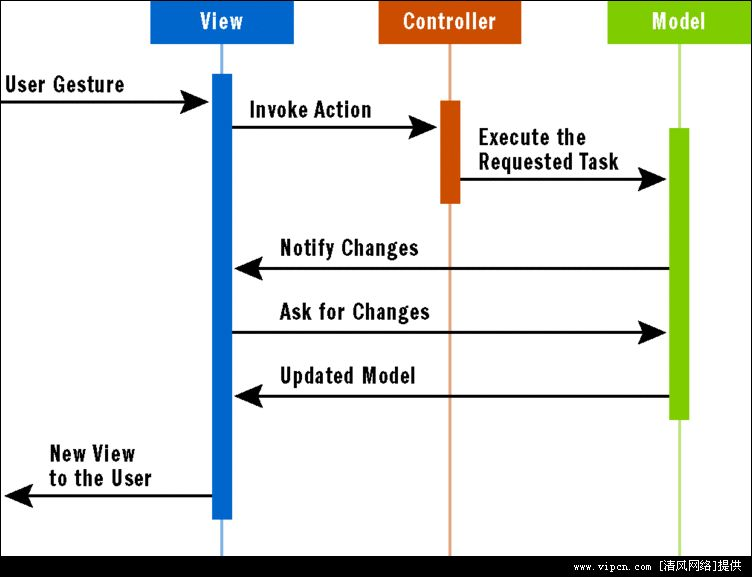 View
Controller
Model
User Gesture
Invoke Action
Execute the
Requested Task
Notify Changes
Ask for Changes
Updated Model
New View
to the User
www.vipcn.com [清风网络]提供